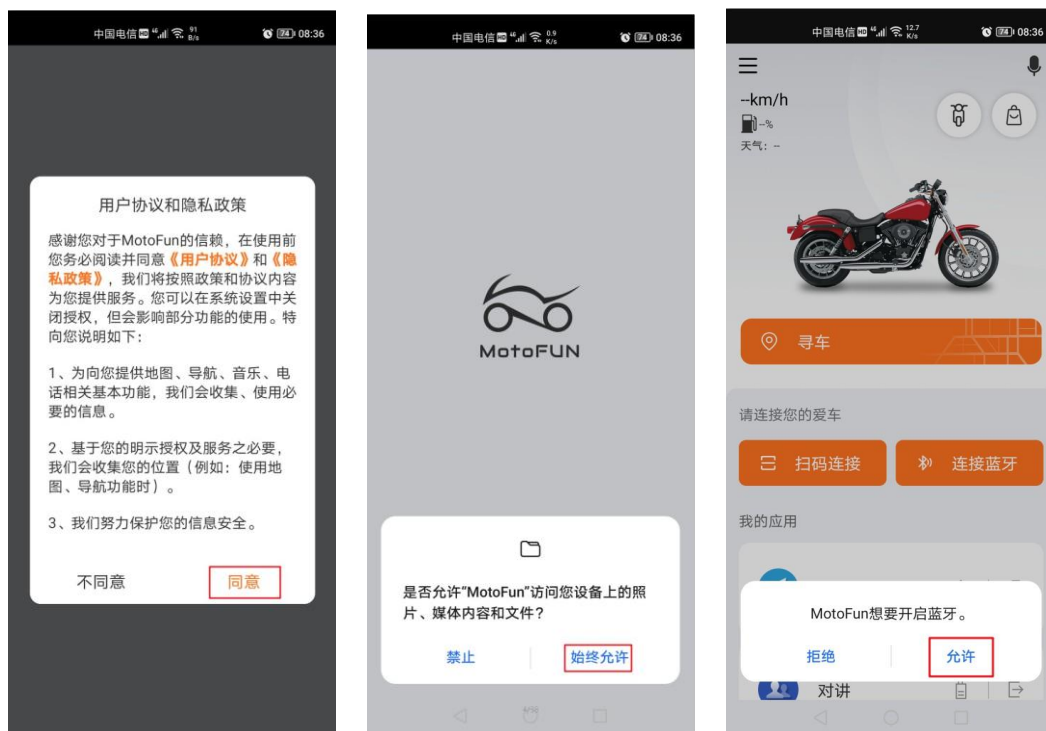 中国电信 HD 46 91 B/s 74 08:36
用户协议和隐私政策
感谢您对于MotoFun的信赖，在使用前
您务必阅读并同意《用户协议》和《隐
私政策》，我们将按照政策和协议内容
为您提供服务。您可以在系统设置中关
闭授权，但会影响部分功能的使用。特
向您说明如下：
1、为向您提供地图、导航、音乐、电
话相关基本功能，我们会收集、使用必
要的信息。
2、基于您的明示授权及服务之必要，
我们会收集您的位置（例如：使用地
图、导航功能时）。
3、我们努力保护您的信息安全。
不同意 同意
中国电信 HD 46 0.9 K/s 74 08:36
MotoFUN
是否允许"MotoFun"访问您设备上的照
片、媒体内容和文件？
禁止 始终允许
中国电信 HD 46 12.7 K/s 74 08:36
--km/h
--%
天气：--
寻车
请连接您的爱车
扫码连接 连接蓝牙
我的应用
MotoFun想要开启蓝牙。
拒绝 允许
对讲